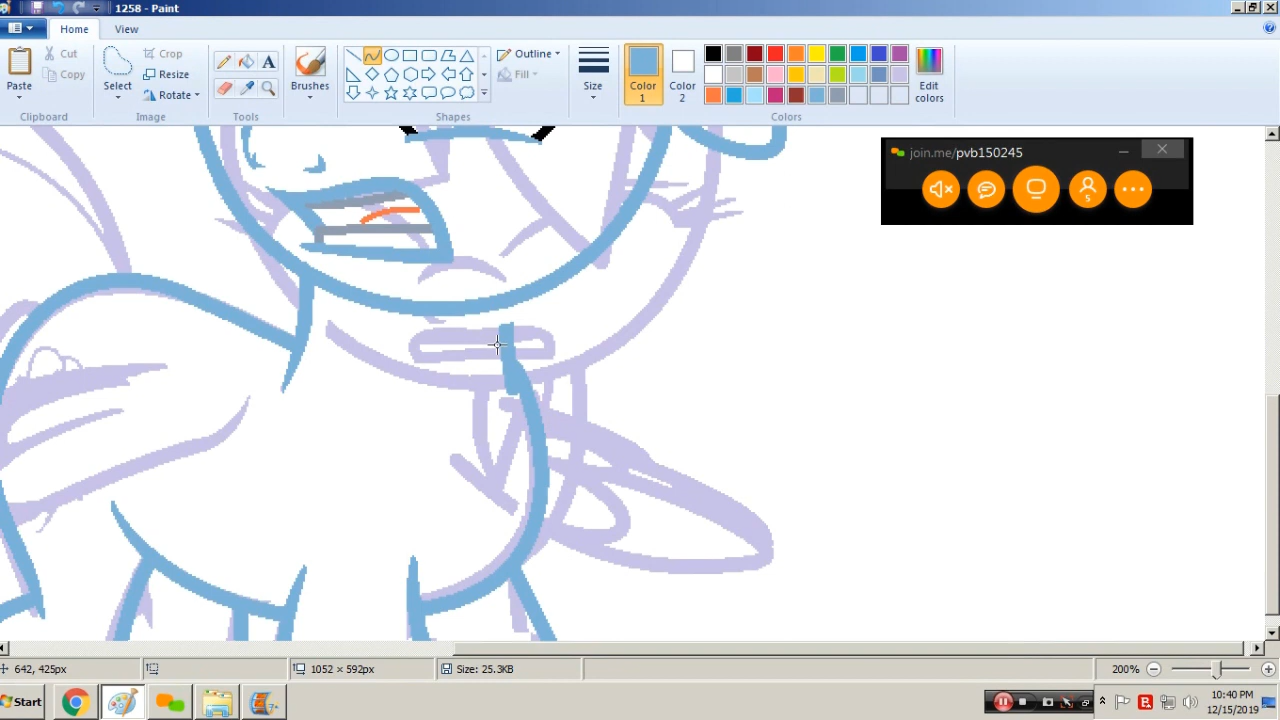 1258 - Paint
Home View
Paste
Cut
Copy
Clipboard
Select
Crop
Resize
Rotate
Image
A
Tools
Brushes
Outline
Fill
Shapes
Size
Color 1
Color 2
Edit colors
Colors
join.me/pvb150245
5
642, 425px
1052 × 592px
Size: 25.3KB
200%
Start
10:40 PM
12/15/2019